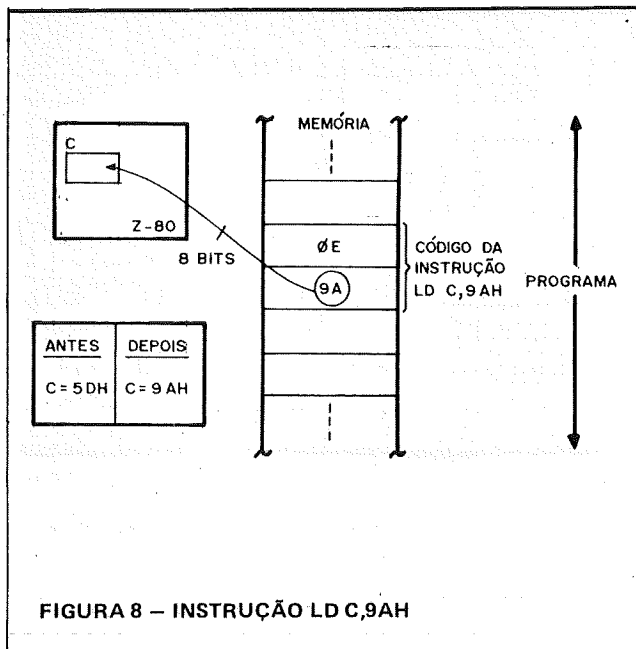 MEMÓRIA
C
Z-80
8 BITS
ØE
9A
CÓDIGO DA
INSTRUÇÃO
LD C,9AH
PROGRAMA
ANTES
DEPOIS
C=5DH
C=9AH
FIGURA 8 – INSTRUÇÃO LD C,9AH